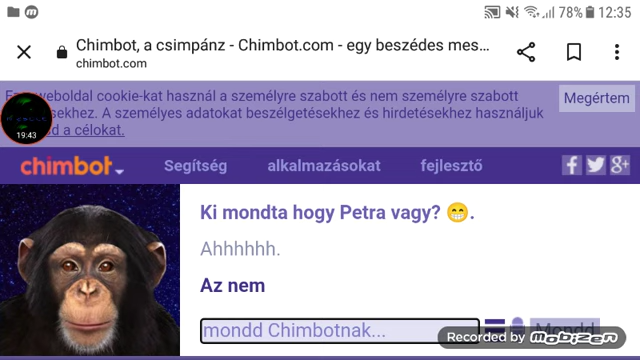 78% 12:35
Chimbot, a csimpánz - Chimbot.com - egy beszédes mes...
chimbot.com
weboldal cookie-kat használ a személyre szabott és nem személyre szabott
Megértem
A személyes adatokat beszélgetésekhez és hirdetésekhez használjuk
a célokat.
19:43
chimbot Segítség alkalmazásokat fejlesztő
Ki mondta hogy Petra vagy? 😁.
Ahhhhhh.
Az nem
mondd Chimbotnak... Mondd
Recorded by MOBIZEN